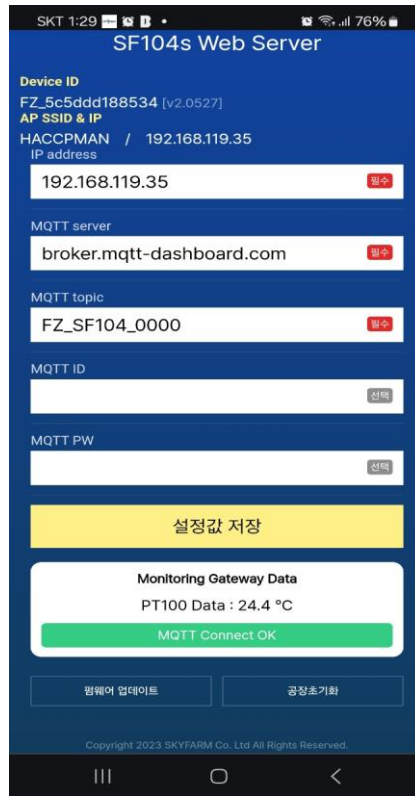 SKT 1:29
76%
SF104s Web Server
Device ID
FZ_5c5ddd188534 [v2.0527]
AP SSID & IP
HACCPMAN / 192.168.119.35
IP address
192.168.119.35 필수
MQTT server
broker.mqtt-dashboard.com 필수
MQTT topic
FZ_SF104_0000 필수
MQTT ID
선택
MQTT PW
선택
설정값 저장
Monitoring Gateway Data
PT100 Data : 24.4 °C
MQTT Connect OK
펌웨어 업데이트
공장초기화
Copyright 2023 SKYFARM Co. Ltd All Rights Reserved.